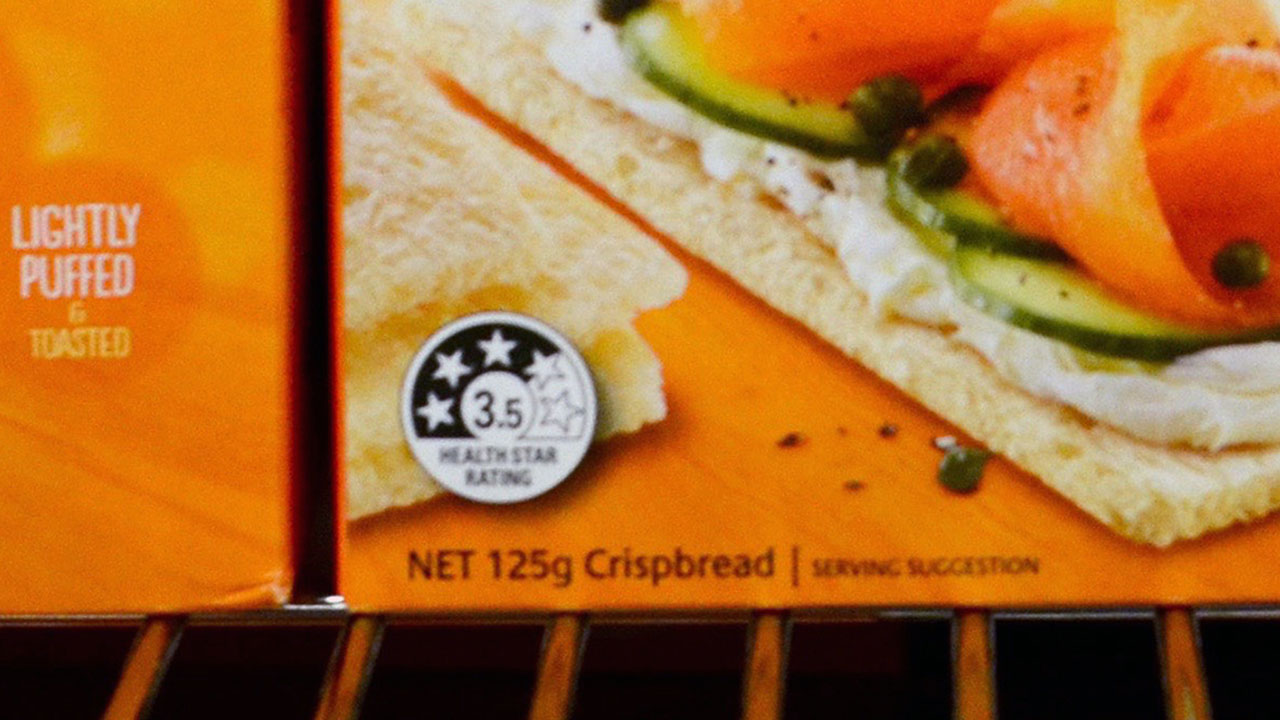 LIGHTLY
PUFFED
&
TOASTED
3.5
HEALTH STAR
RATING
NET 125g Crispbread | SERVING SUGGESTION